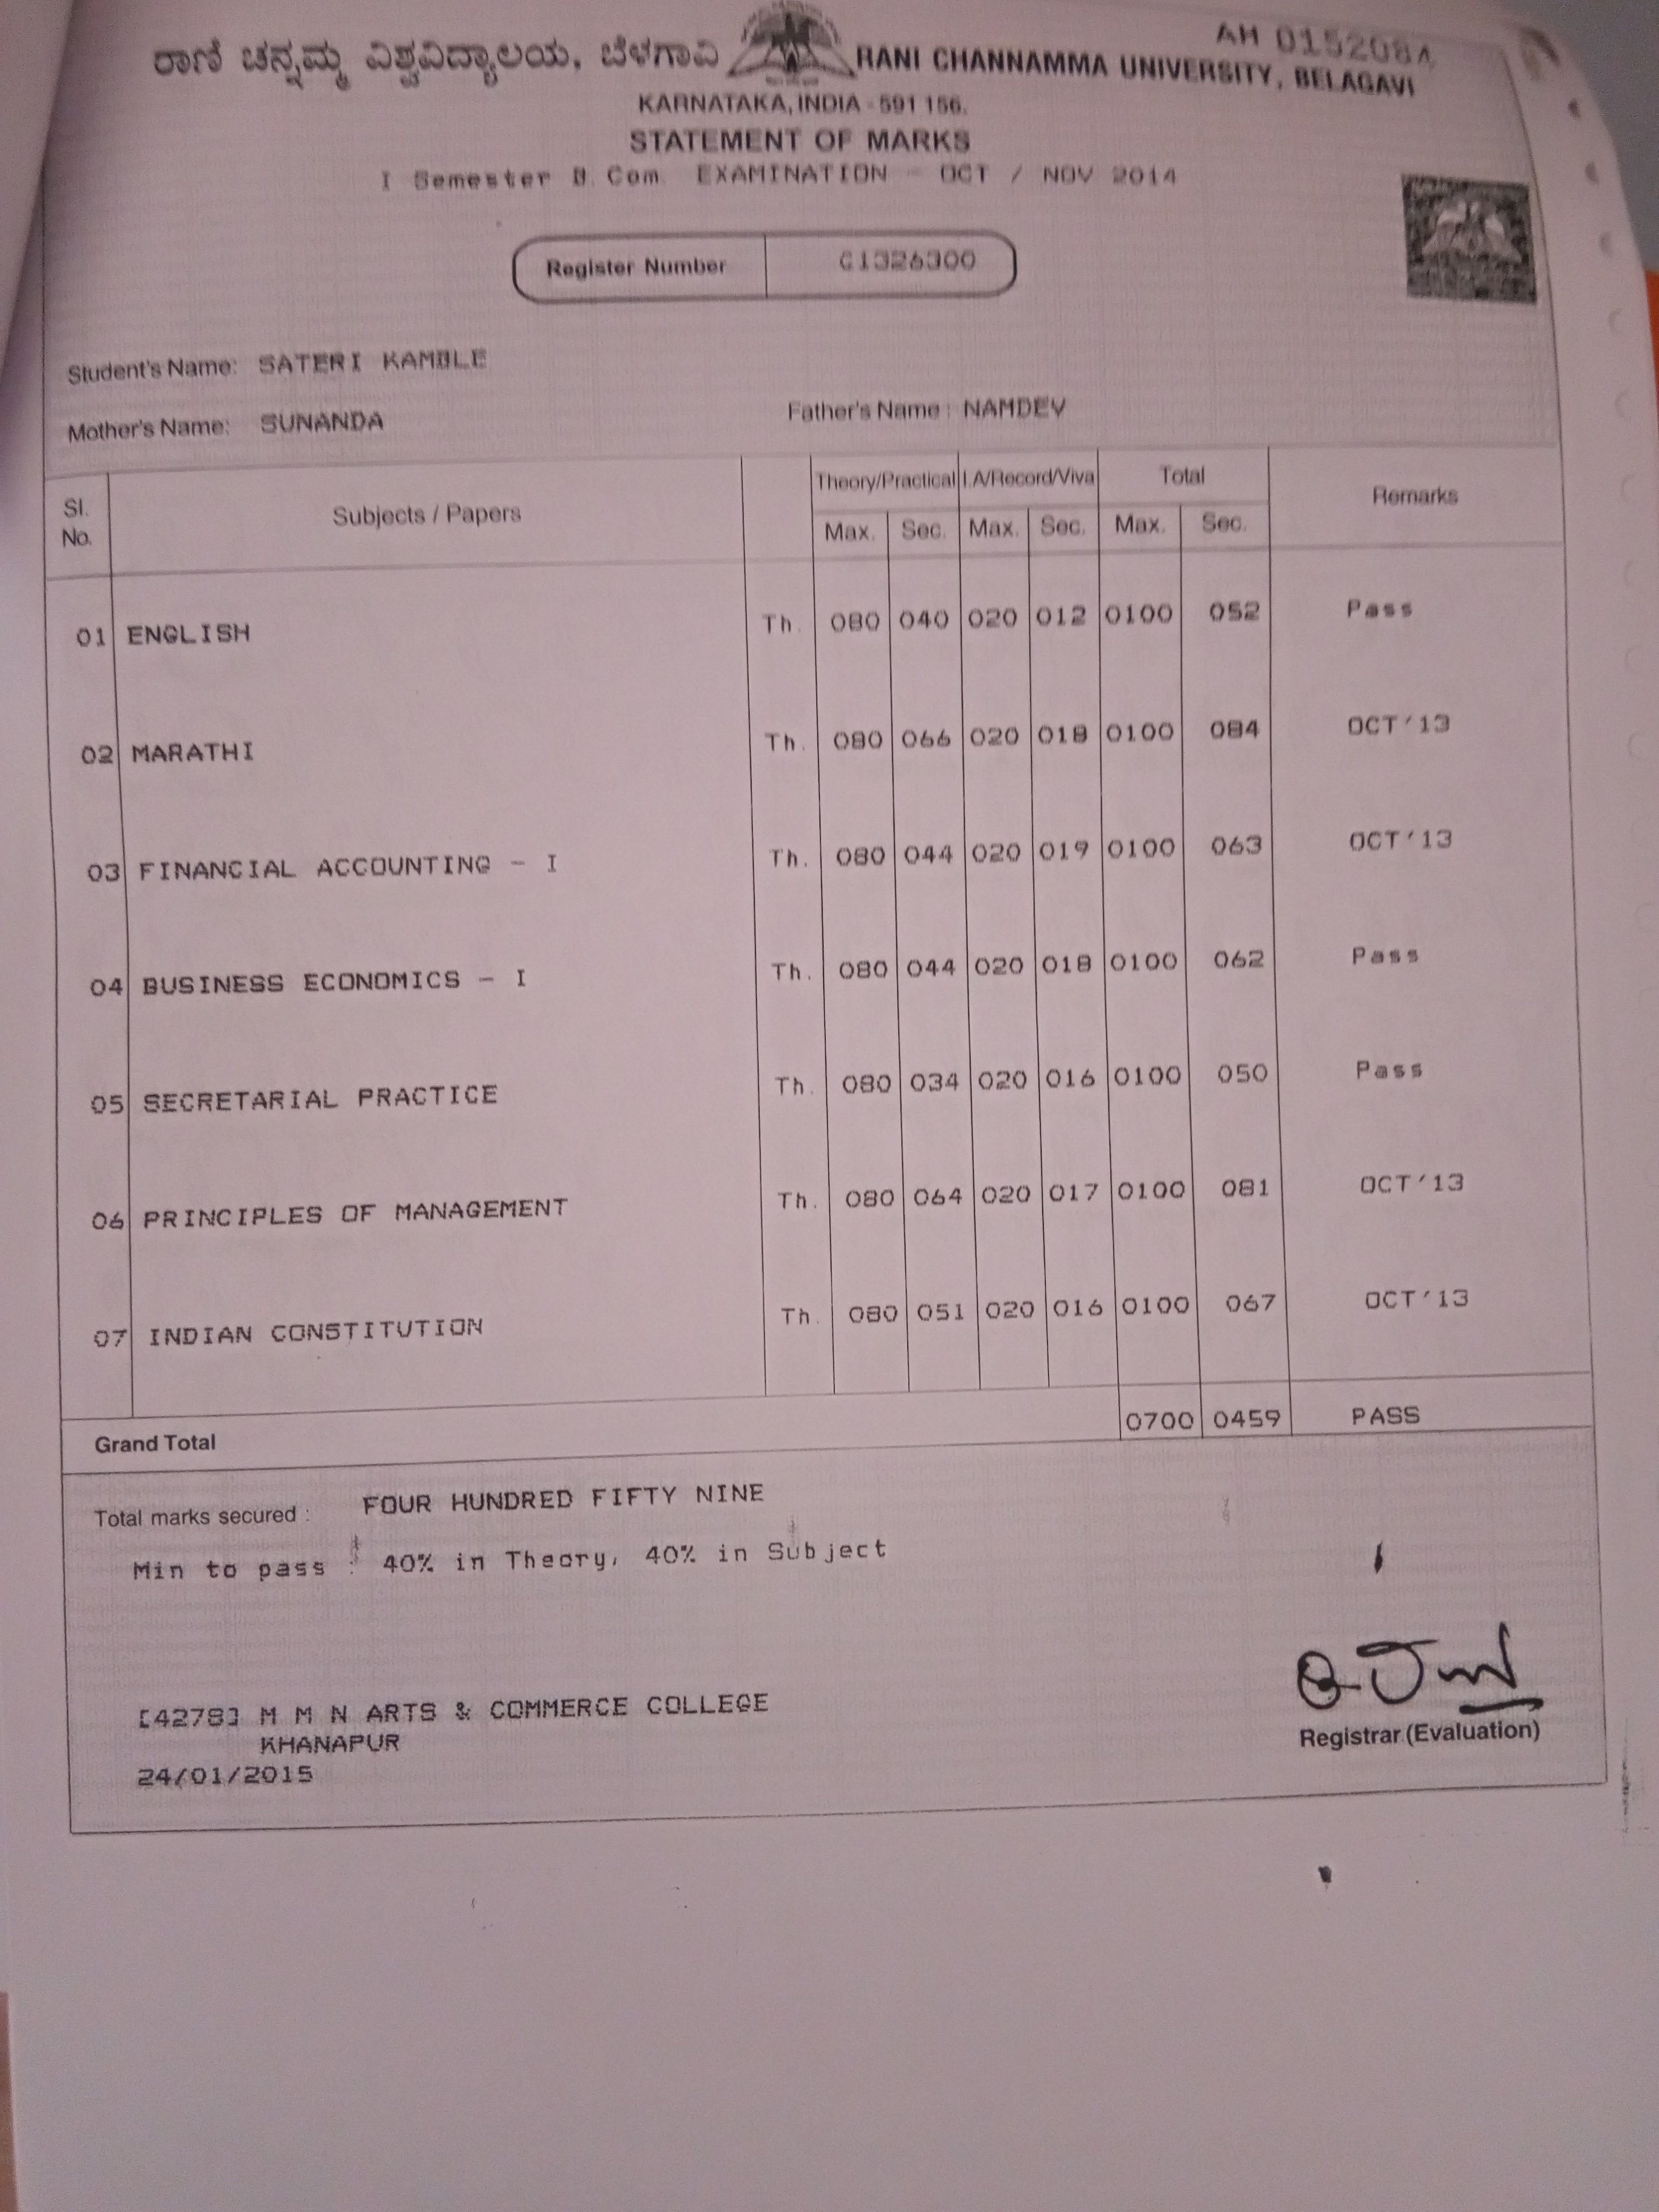 AH 0152084
ರಾಣಿ ಚನ್ನಮ್ಮ ವಿಶ್ವವಿದ್ಯಾಲಯ, ಬೆಳಗಾವಿ RANI CHANNAMMA UNIVERSITY, BELAGAVI
KARNATAKA, INDIA - 591 156.
STATEMENT OF MARKS
I Semester B.Com. EXAMINATION - OCT / NOV 2014
Register Number C1326300
Student's Name: SATERI KAMBLE
Mother's Name: SUNANDA Father's Name : NAMDEV
Sl. No. Subjects / Papers Theory/Practical I.A/Record/Viva Total Remarks
Max. Sec. Max. Sec. Max. Sec.
01 ENGLISH Th. 080 040 020 012 0100 052 Pass
02 MARATHI Th. 080 066 020 018 0100 084 OCT'13
03 FINANCIAL ACCOUNTING - I Th. 080 044 020 019 0100 063 OCT'13
04 BUSINESS ECONOMICS - I Th. 080 044 020 018 0100 062 Pass
05 SECRETARIAL PRACTICE Th. 080 034 020 016 0100 050 Pass
06 PRINCIPLES OF MANAGEMENT Th. 080 064 020 017 0100 081 OCT'13
07 INDIAN CONSTITUTION Th. 080 051 020 016 0100 067 OCT'13
Grand Total 0700 0459 PASS
Total marks secured : FOUR HUNDRED FIFTY NINE
Min to pass : 40% in Theory, 40% in Subject
[4278] M M N ARTS & COMMERCE COLLEGE
KHANAPUR
Registrar (Evaluation)
24/01/2015